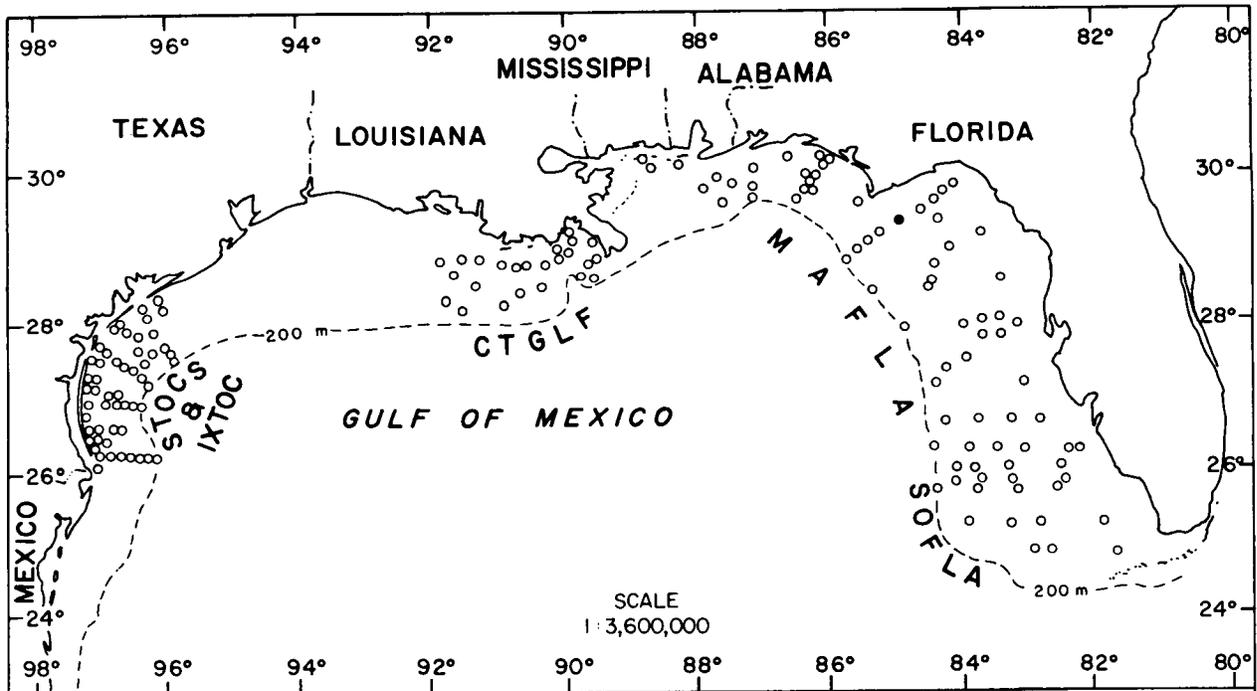 98° 96° 94° 92° 90° 88° 86° 84° 82° 80°
MISSISSIPPI ALABAMA
TEXAS LOUISIANA FLORIDA
30° 30°
MAFLA
28° 28°
200 m
CTGLF
STOCS
&
IXTOC
GULF OF MEXICO
26° 26°
SOFLA
MEXICO
200 m
SCALE
1:3,600,000
24° 24°
98° 96° 94° 92° 90° 88° 86° 84° 82° 80°